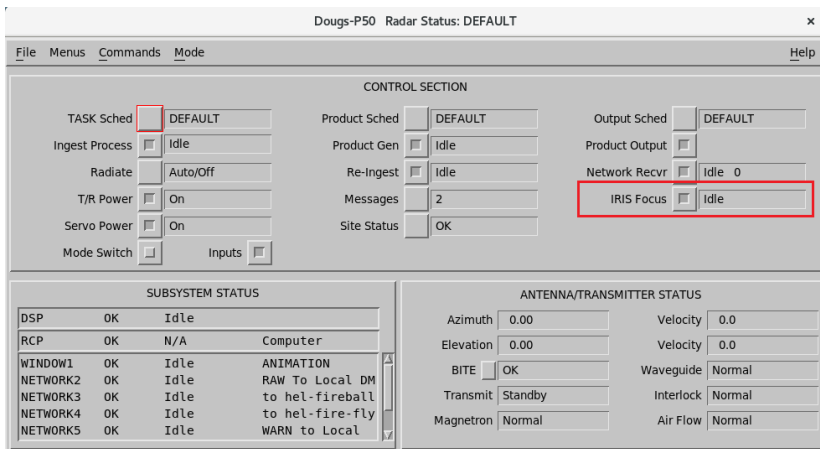 Dougs-P50 Radar Status: DEFAULT ×
File Menus Commands Mode Help
CONTROL SECTION
TASK Sched DEFAULT Product Sched DEFAULT Output Sched DEFAULT
Ingest Process Idle Product Gen Idle Product Output
Radiate Auto/Off Re-Ingest Idle Network Recvr Idle 0
T/R Power On Messages 2 IRIS Focus Idle
Servo Power On Site Status OK
Mode Switch Inputs
SUBSYSTEM STATUS
DSP OK Idle
RCP OK N/A Computer
WINDOW1 OK Idle ANIMATION
NETWORK2 OK Idle RAW To Local DM
NETWORK3 OK Idle to hel-fireball
NETWORK4 OK Idle to hel-fire-fly
NETWORK5 OK Idle WARN to Local
ANTENNA/TRANSMITTER STATUS
Azimuth 0.00 Velocity 0.0
Elevation 0.00 Velocity 0.0
BITE OK Waveguide Normal
Transmit Standby Interlock Normal
Magnetron Normal Air Flow Normal